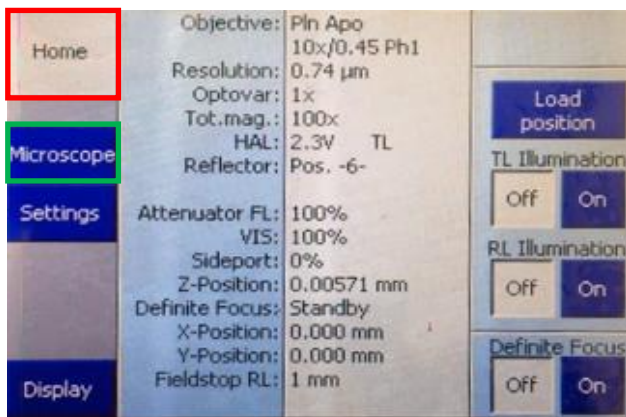 Home
Microscope
Settings
Display
Objective: Pln Apo
10x/0.45 Ph1
Resolution: 0.74 µm
Optovar: 1x
Tot.mag.: 100x
HAL: 2.3V TL
Reflector: Pos. -6-
Attenuator FL: 100%
VIS: 100%
Sideport: 0%
Z-Position: 0.00571 mm
Definite Focus: Standby
X-Position: 0.000 mm
Y-Position: 0.000 mm
Fieldstop RL: 1 mm
Load
position
TL Illumination
Off On
RL Illumination
Off On
Definite Focus
Off On